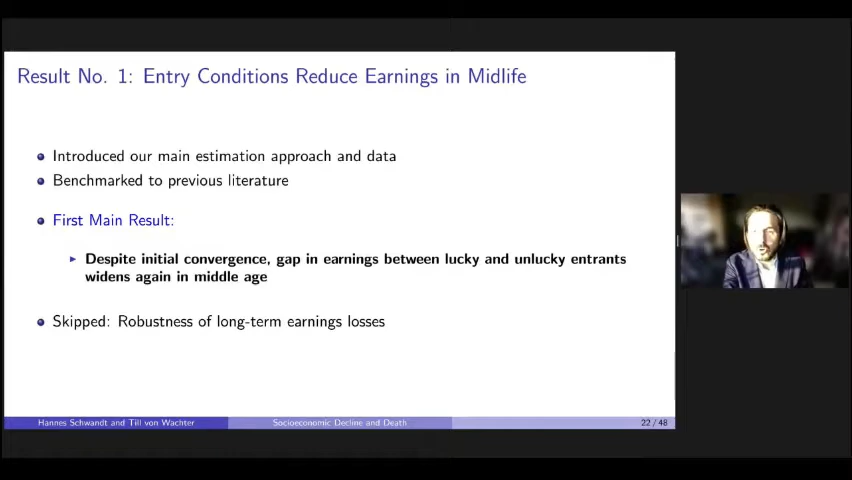 Result No. 1: Entry Conditions Reduce Earnings in Midlife
Introduced our main estimation approach and data
Benchmarked to previous literature
First Main Result:
Despite initial convergence, gap in earnings between lucky and unlucky entrants
widens again in middle age
Skipped: Robustness of long-term earnings losses
Hannes Schwandt and Till von Wachter
Socioeconomic Decline and Death
22 / 48